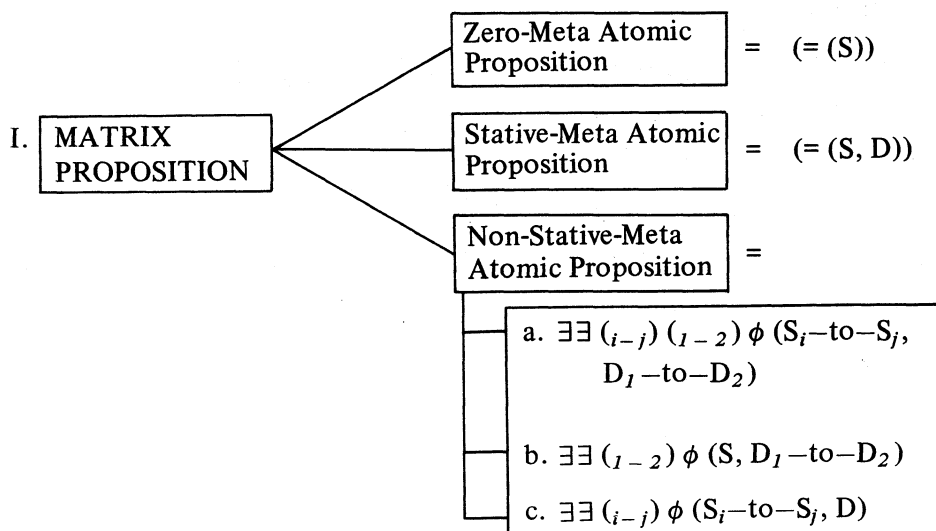 Zero-Meta Atomic
Proposition = (= (S))
I. MATRIX
PROPOSITION
Stative-Meta Atomic
Proposition = (= (S, D))
Non-Stative-Meta
Atomic Proposition =
a. ∃∃ (i–j) (1–2) ϕ (Si–to–Sj,
D1–to–D2)
b. ∃∃ (1–2) ϕ (S, D1–to–D2)
c. ∃∃ (i–j) ϕ (Si–to–Sj, D)